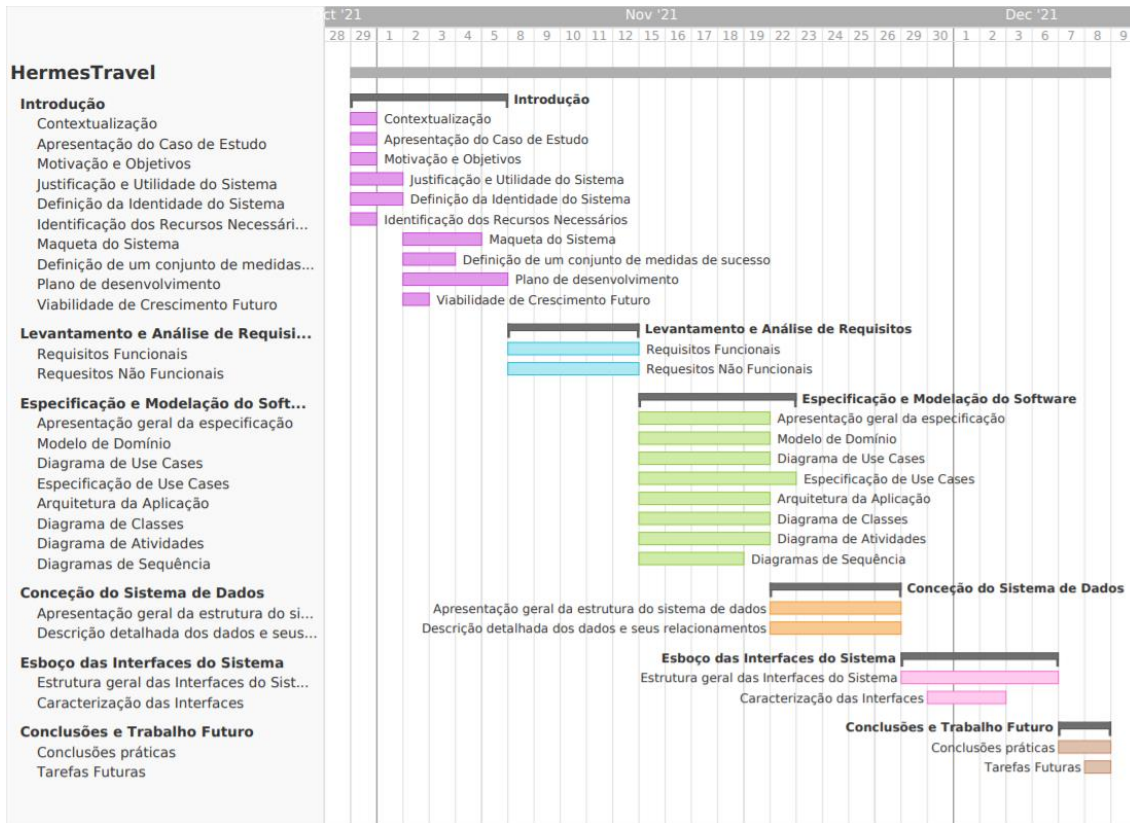 Oct '21 Nov '21 Dec '21
28 29 1 2 3 4 5 8 9 10 11 12 15 16 17 18 19 22 23 24 25 26 29 30 1 2 3 6 7 8 9
HermesTravel
Introdução Introdução
Contextualização Contextualização
Apresentação do Caso de Estudo Apresentação do Caso de Estudo
Motivação e Objetivos Motivação e Objetivos
Justificação e Utilidade do Sistema Justificação e Utilidade do Sistema
Definição da Identidade do Sistema Definição da Identidade do Sistema
Identificação dos Recursos Necessári... Identificação dos Recursos Necessários
Maqueta do Sistema Maqueta do Sistema
Definição de um conjunto de medidas... Definição de um conjunto de medidas de sucesso
Plano de desenvolvimento Plano de desenvolvimento
Viabilidade de Crescimento Futuro Viabilidade de Crescimento Futuro
Levantamento e Análise de Requisi... Levantamento e Análise de Requisitos
Requisitos Funcionais Requisitos Funcionais
Requesitos Não Funcionais Requesitos Não Funcionais
Especificação e Modelação do Soft... Especificação e Modelação do Software
Apresentação geral da especificação Apresentação geral da especificação
Modelo de Domínio Modelo de Domínio
Diagrama de Use Cases Diagrama de Use Cases
Especificação de Use Cases Especificação de Use Cases
Arquitetura da Aplicação Arquitetura da Aplicação
Diagrama de Classes Diagrama de Classes
Diagrama de Atividades Diagrama de Atividades
Diagramas de Sequência Diagramas de Sequência
Conceção do Sistema de Dados Conceção do Sistema de Dados
Apresentação geral da estrutura do si... Apresentação geral da estrutura do sistema de dados
Descrição detalhada dos dados e seus... Descrição detalhada dos dados e seus relacionamentos
Esboço das Interfaces do Sistema Esboço das Interfaces do Sistema
Estrutura geral das Interfaces do Sist... Estrutura geral das Interfaces do Sistema
Caracterização das Interfaces Caracterização das Interfaces
Conclusões e Trabalho Futuro Conclusões e Trabalho Futuro
Conclusões práticas Conclusões práticas
Tarefas Futuras Tarefas Futuras